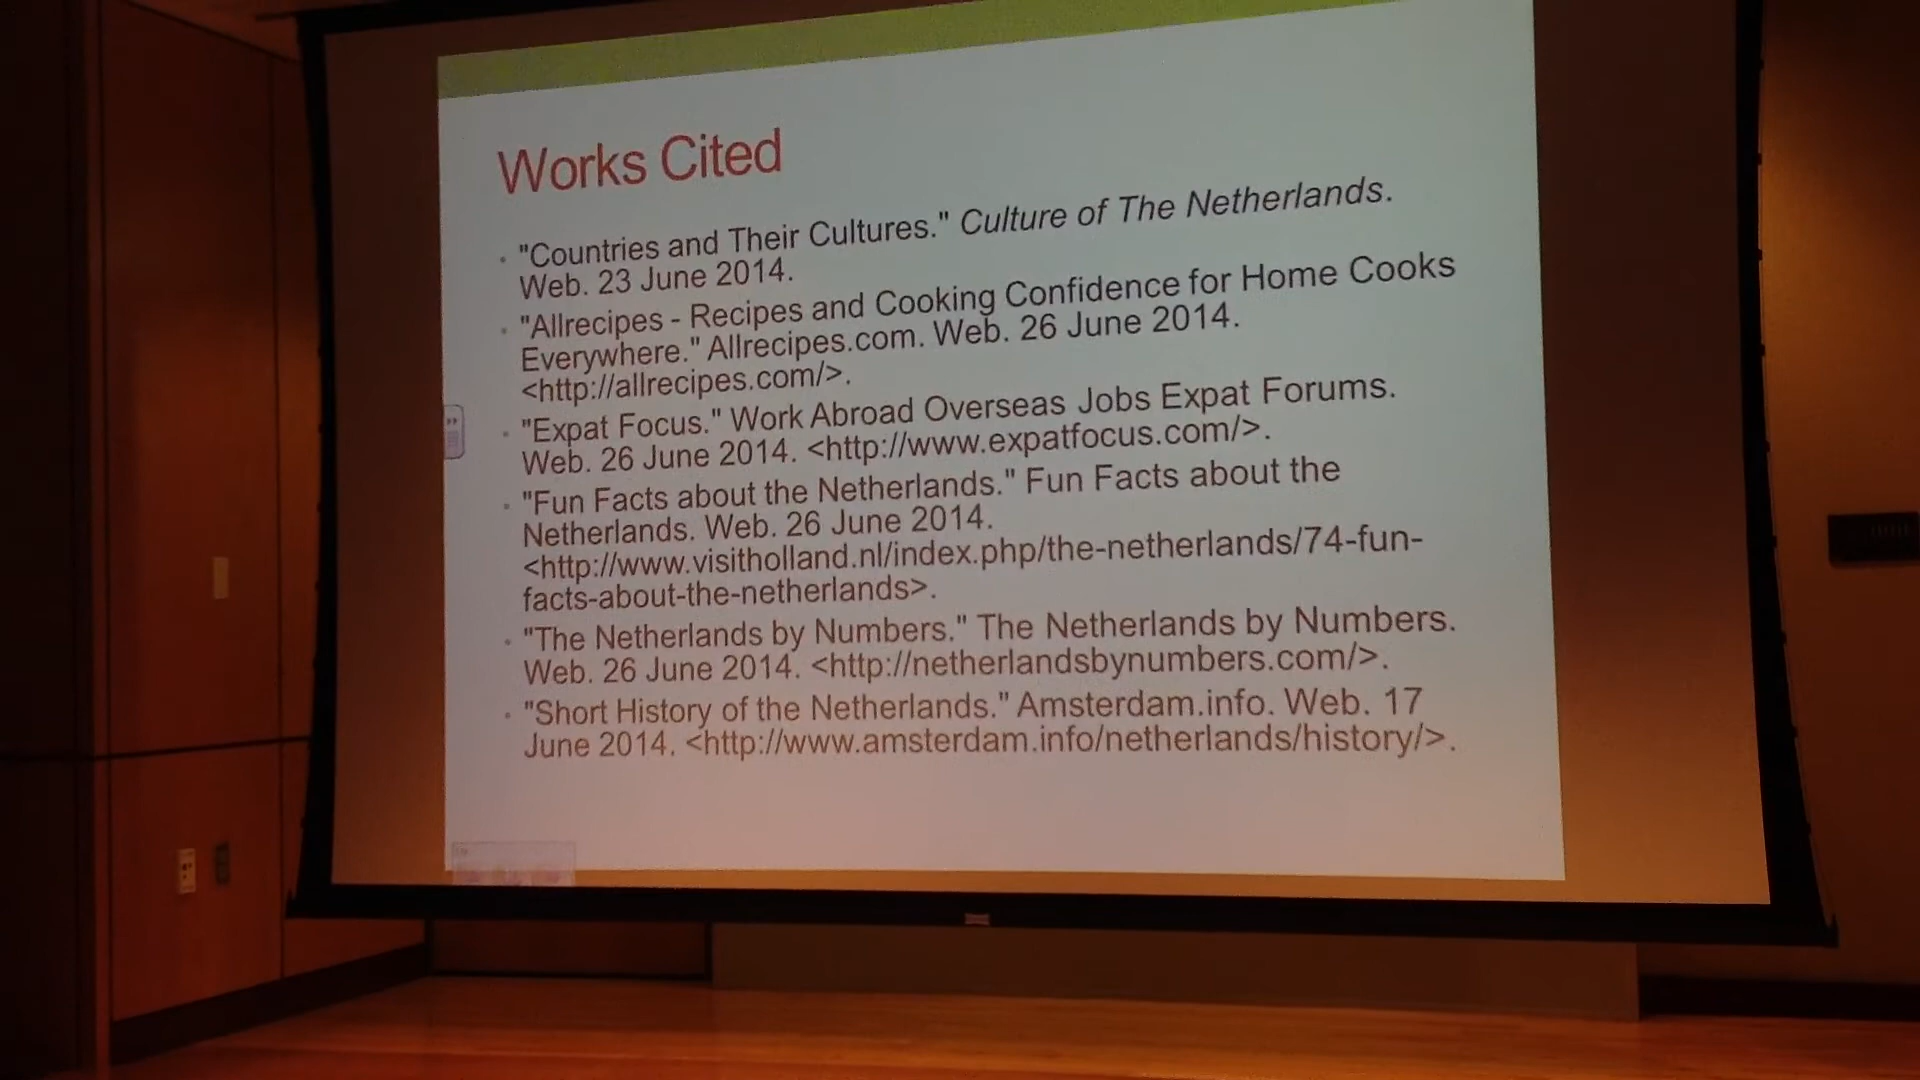 Works Cited
"Countries and Their Cultures." Culture of The Netherlands.
Web. 23 June 2014.
"Allrecipes - Recipes and Cooking Confidence for Home Cooks
Everywhere." Allrecipes.com. Web. 26 June 2014.
<http://allrecipes.com/>.
"Expat Focus." Work Abroad Overseas Jobs Expat Forums.
Web. 26 June 2014. <http://www.expatfocus.com/>.
"Fun Facts about the Netherlands." Fun Facts about the
Netherlands. Web. 26 June 2014.
<http://www.visitholland.nl/index.php/the-netherlands/74-fun-
facts-about-the-netherlands>.
"The Netherlands by Numbers." The Netherlands by Numbers.
Web. 26 June 2014. <http://netherlandsbynumbers.com/>.
"Short History of the Netherlands." Amsterdam.info. Web. 17
June 2014. <http://www.amsterdam.info/netherlands/history/>.